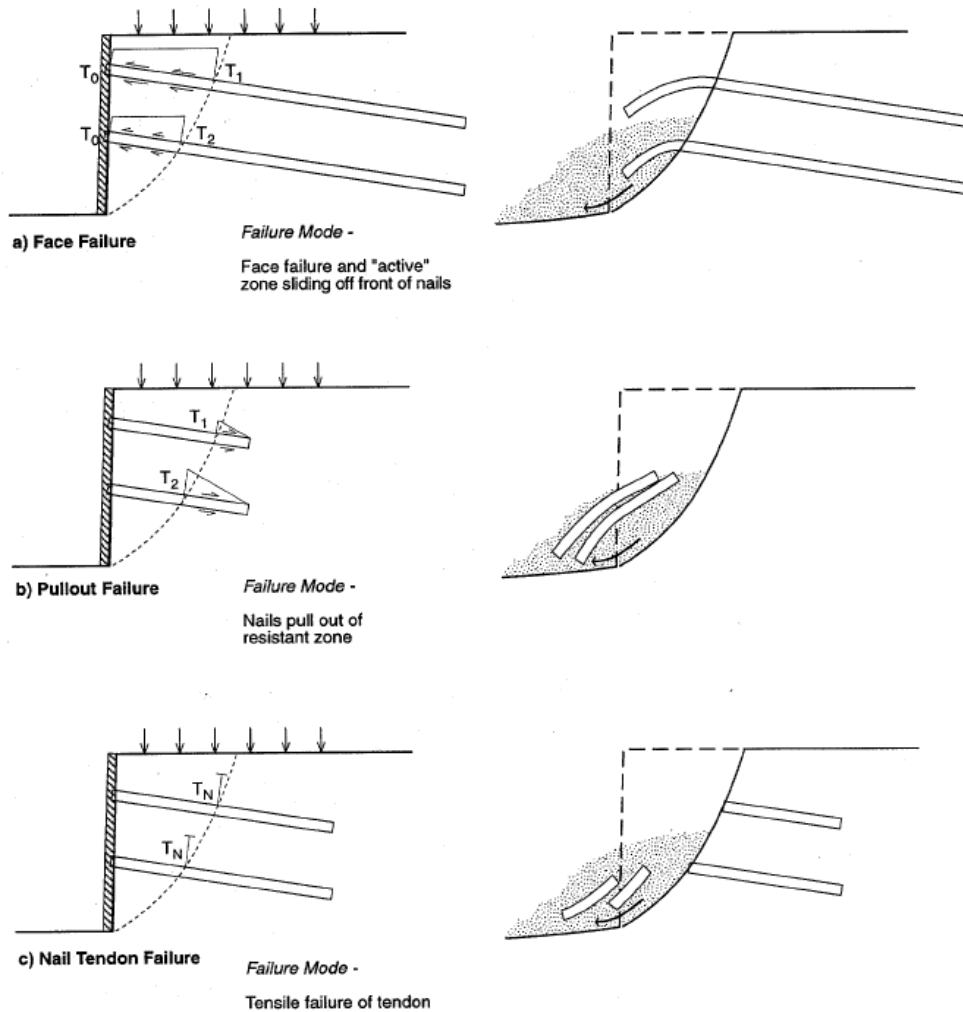 T₀
T₁
T₀
T₂
a) Face Failure
Failure Mode -
Face failure and "active"
zone sliding off front of nails
T₁
T₂
b) Pullout Failure
Failure Mode -
Nails pull out of
resistant zone
T_N
T_N
c) Nail Tendon Failure
Failure Mode -
Tensile failure of tendon